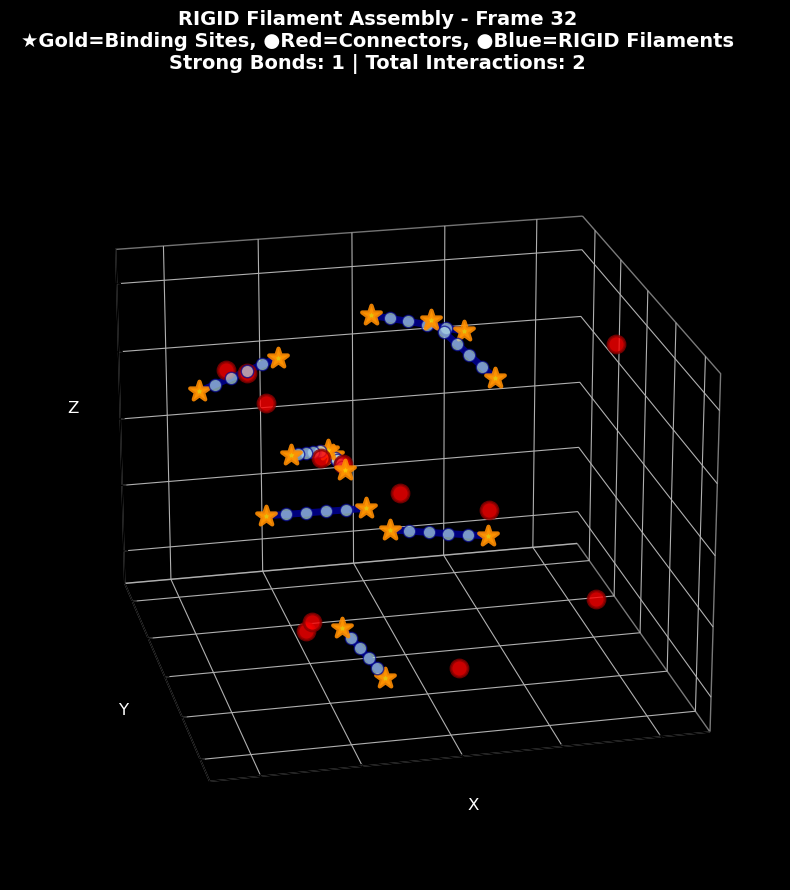 RIGID Filament Assembly - Frame 32
★Gold=Binding Sites, ●Red=Connectors, ●Blue=RIGID Filaments
Strong Bonds: 1 | Total Interactions: 2
Z
Y
X